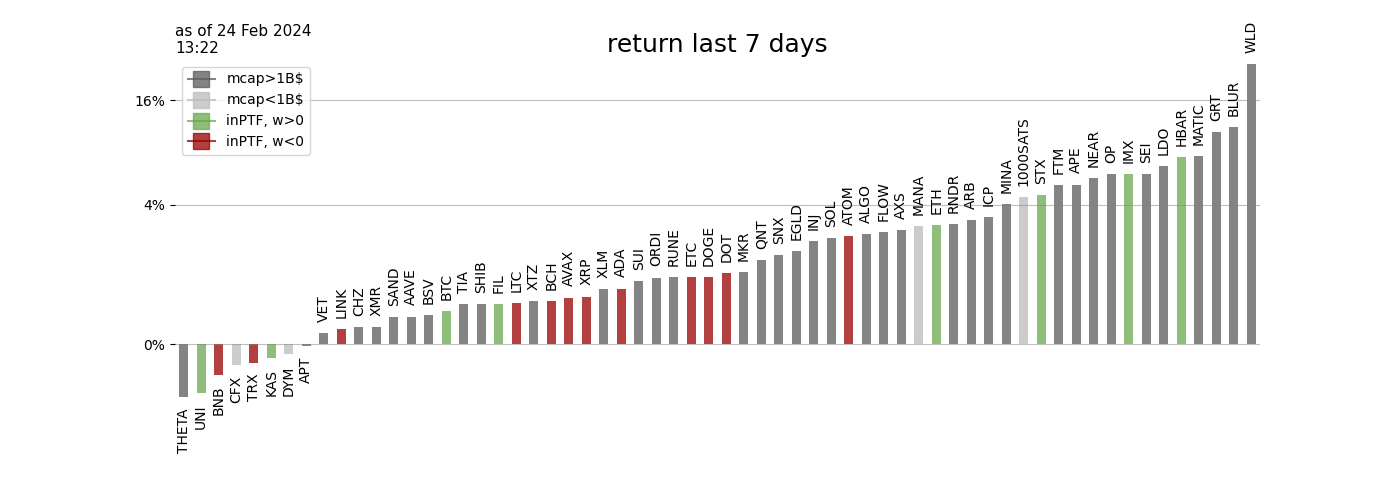 as of 24 Feb 2024
13:22
return last 7 days
mcap>1B$
mcap<1B$
inPTF, w>0
inPTF, w<0
16%
4%
0%
THETA
UNI
BNB
CFX
TRX
KAS
DYM
APT
VET
LINK
CHZ
XMR
SAND
AAVE
BSV
BTC
TIA
SHIB
FIL
LTC
XTZ
BCH
AVAX
XRP
XLM
ADA
SUI
ORDI
RUNE
ETC
DOGE
DOT
MKR
QNT
SNX
EGLD
INJ
SOL
ATOM
ALGO
FLOW
AXS
MANA
ETH
RNDR
ARB
ICP
MINA
1000SATS
STX
FTM
APE
NEAR
OP
IMX
SEI
LDO
HBAR
MATIC
GRT
BLUR
WLD